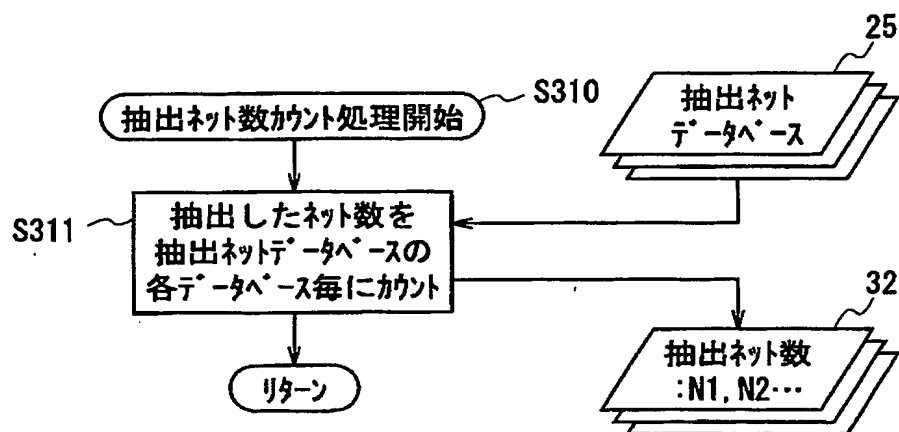 25
抽出ネット
データベース
S310
抽出ネット数カウント処理開始
S311
抽出したネット数を
抽出ネットデータベースの
各データベース毎にカウント
32
抽出ネット数
:N1, N2…
リターン